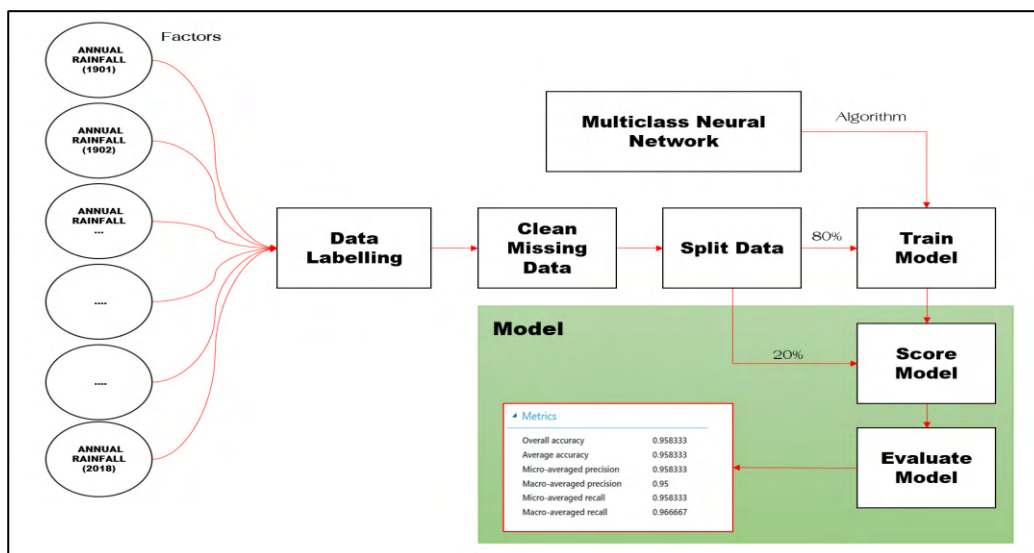 Factors
ANNUAL
RAINFALL
(1901)
ANNUAL
RAINFALL
(1902)
ANNUAL
RAINFALL
...
....
....
ANNUAL
RAINFALL
(2018)
Data
Labelling
Clean
Missing
Data
Split Data
80%
Multiclass Neural
Network
Algorithm
Train
Model
Model
20%
Score
Model
Evaluate
Model
Metrics
Overall accuracy 0.958333
Average accuracy 0.958333
Micro-averaged precision 0.958333
Macro-averaged precision 0.95
Micro-averaged recall 0.958333
Macro-averaged recall 0.966667